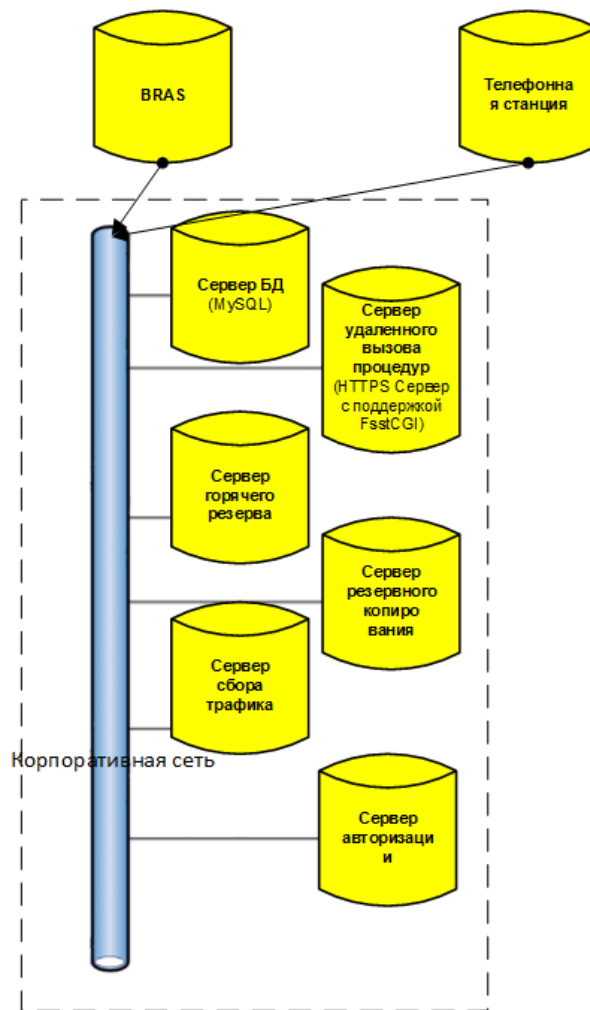 BRAS
Телефонна
я станция
Сервер БД
(MySQL)
Сервер
удаленного
вызова
процедур
(HTTPS Сервер
с поддержкой
FsstCGI)
Сервер
горячего
резерва
Сервер
резервного
копиро
вания
Сервер
сбора
трафика
Корпоративная сеть
Сервер
авторизаци
и